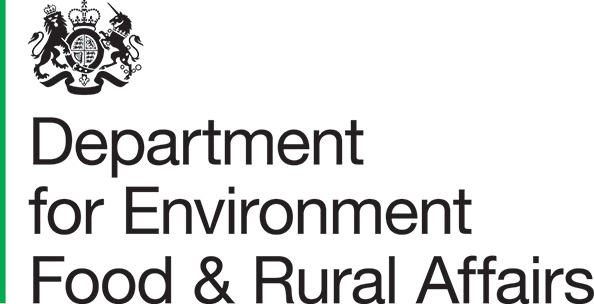 Department
for Environment
Food & Rural Affairs